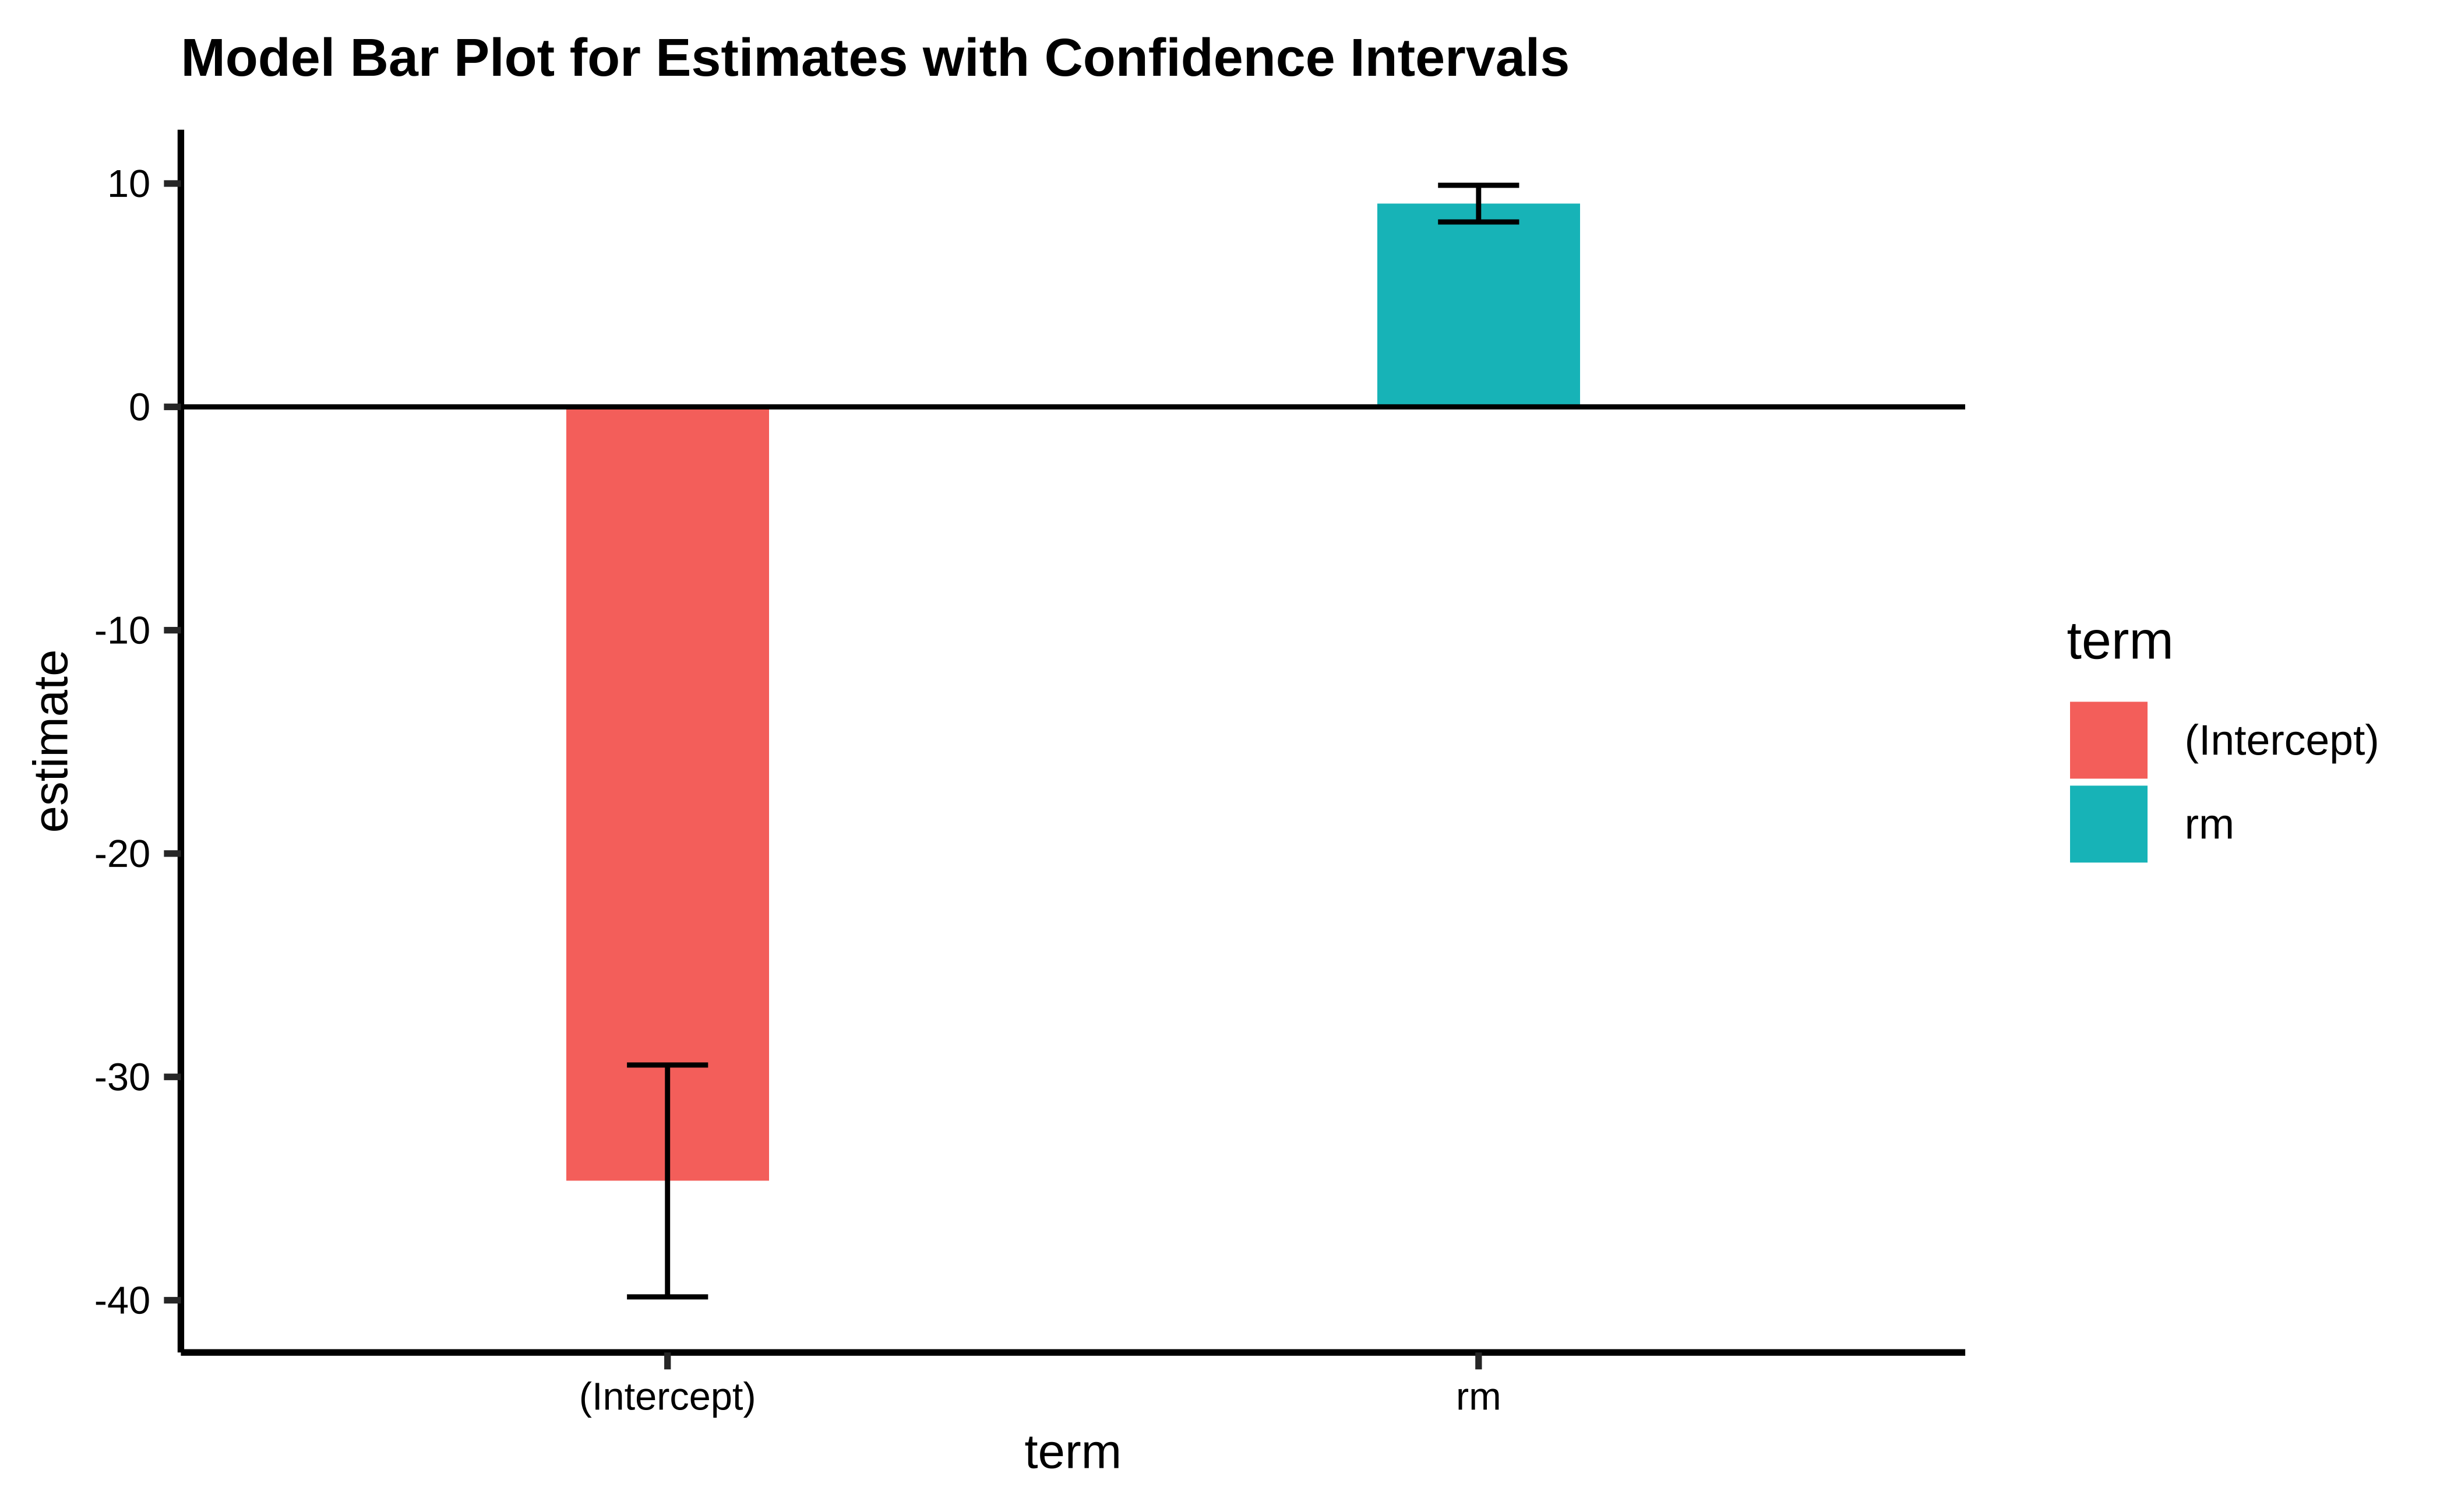 Model Bar Plot for Estimates with Confidence Intervals
10
0
-10
-20
-30
-40
estimate
(Intercept)
rm
term
term
(Intercept)
rm